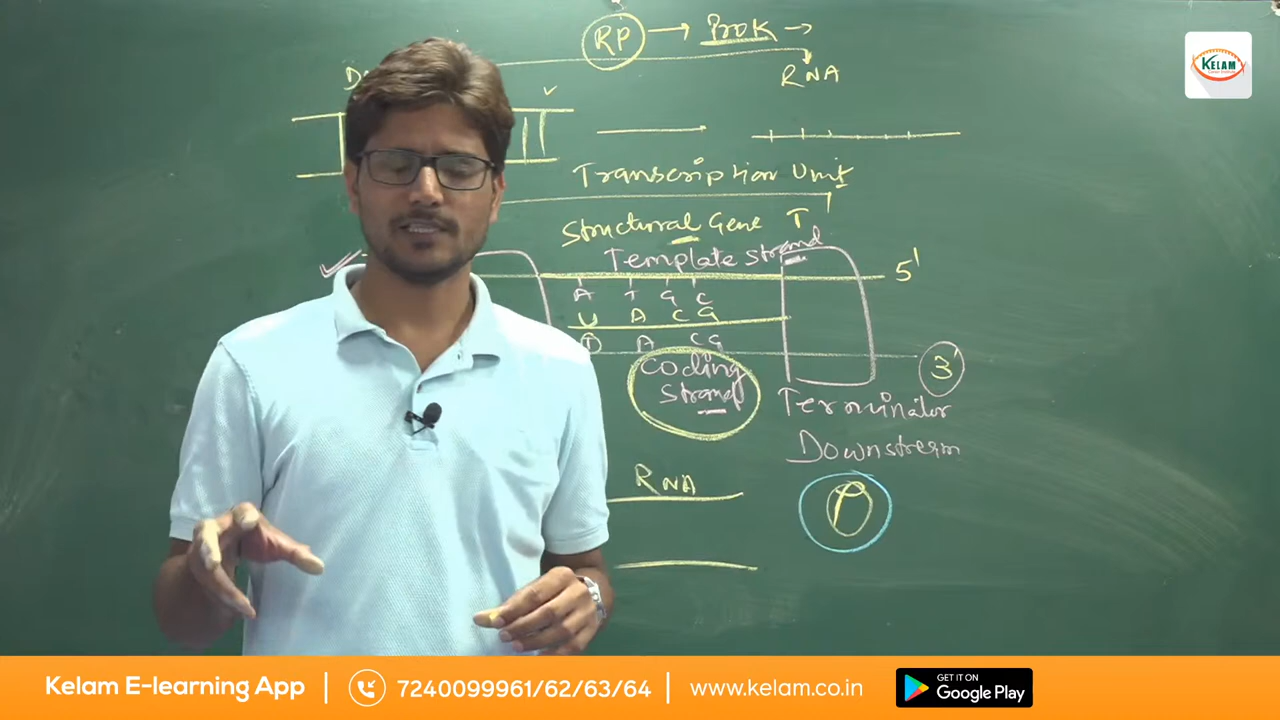 RP → ProK →
RNA
KELAM
Transcription Unit
Structural Gene T
Template Strand
5'
A T G C
U A C G
T A C G
Coding
Strand
3'
Terminator
Downstream
RNA
P
Kelam E-learning App
7240099961/62/63/64
www.kelam.co.in
GET IT ON
Google Play